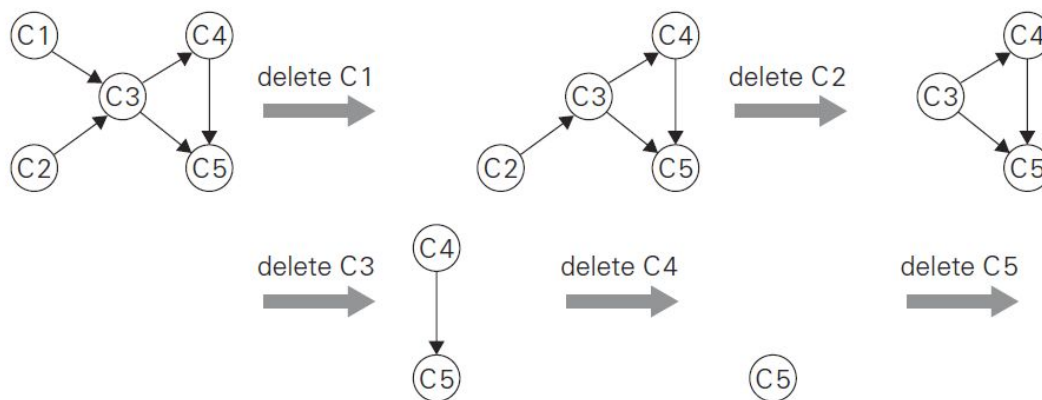 C1 C4 C4 C4
delete C1 delete C2
C3 C3 C3
C2 C5 C2 C5 C5
C4
delete C3 delete C4 delete C5
C5 C5